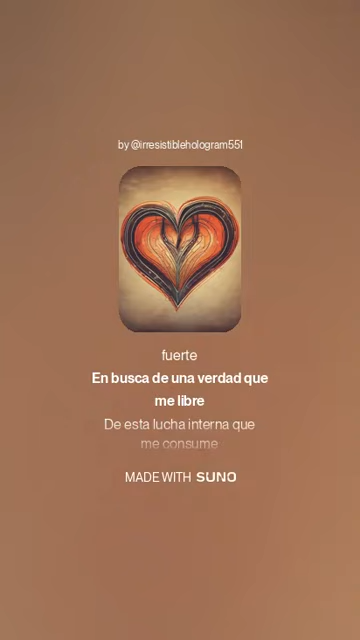 by @irresistiblehologram551
fuerte
En busca de una verdad que
me libre
De esta lucha interna que
me consume
MADE WITH SUNO